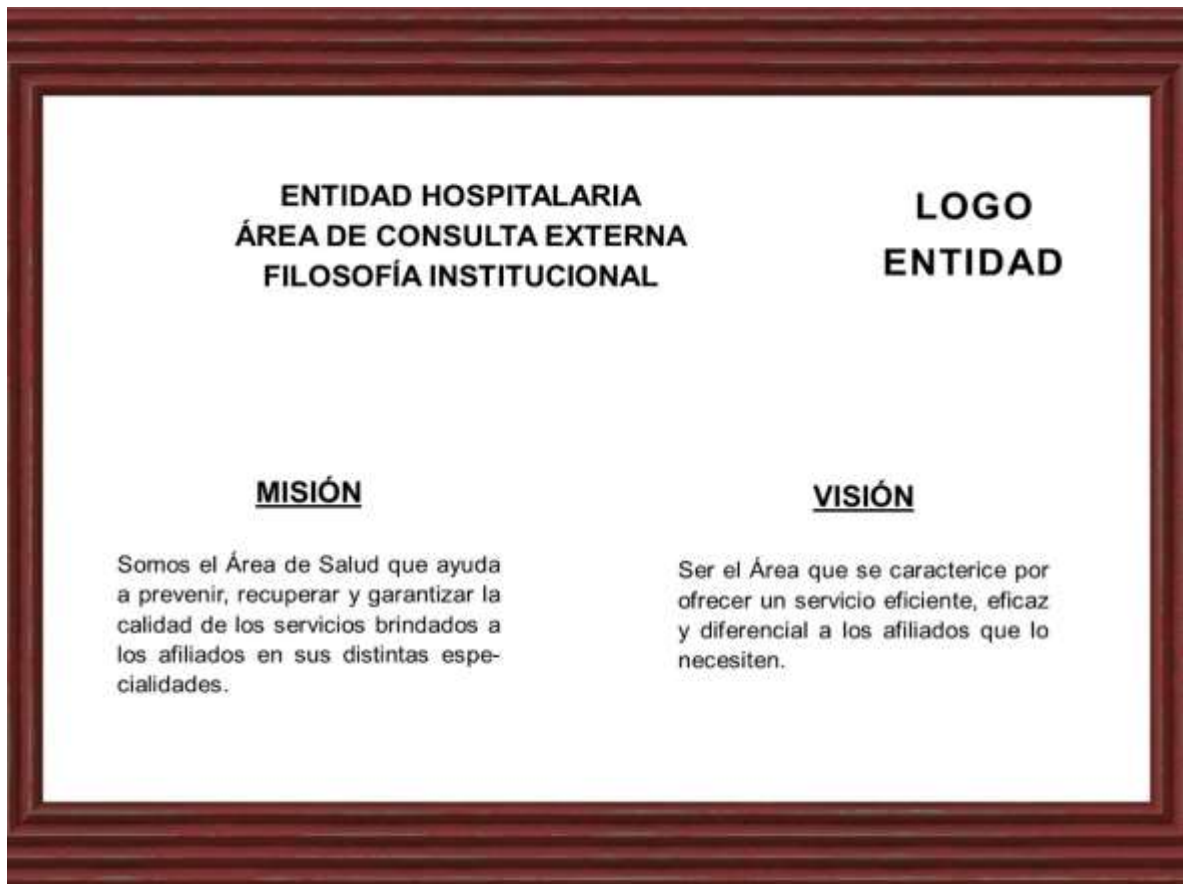 ENTIDAD HOSPITALARIA
ÁREA DE CONSULTA EXTERNA
FILOSOFÍA INSTITUCIONAL
LOGO
ENTIDAD
MISIÓN
Somos el Área de Salud que ayuda
a prevenir, recuperar y garantizar la
calidad de los servicios brindados a
los afiliados en sus distintas espe-
cialidades.
VISIÓN
Ser el Área que se caracterice por
ofrecer un servicio eficiente, eficaz
y diferencial a los afiliados que lo
necesiten.